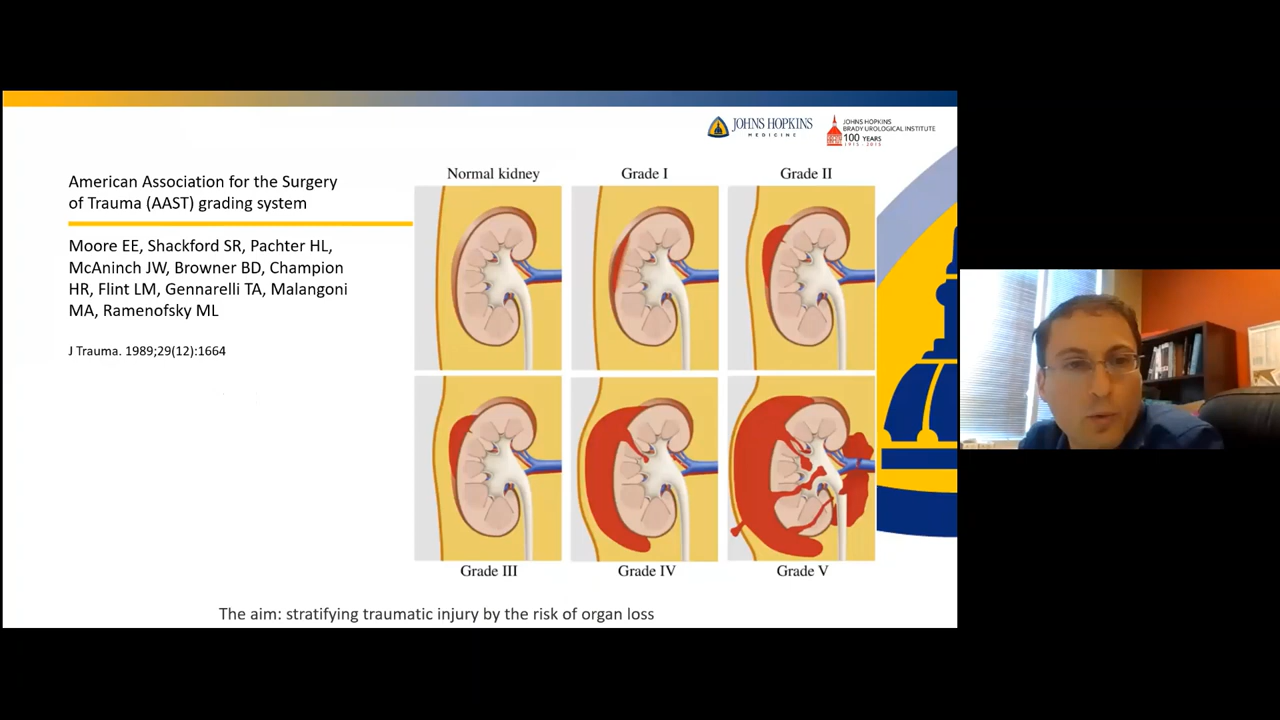 JOHNS HOPKINS
MEDICINE
JOHNS HOPKINS
BRADY UROLOGICAL INSTITUTE
100 YEARS
1915 - 2015
American Association for the Surgery
of Trauma (AAST) grading system
Moore EE, Shackford SR, Pachter HL,
McAninch JW, Browner BD, Champion
HR, Flint LM, Gennarelli TA, Malangoni
MA, Ramenofsky ML
J Trauma. 1989;29(12):1664
Normal kidney
Grade I
Grade II
Grade III
Grade IV
Grade V
The aim: stratifying traumatic injury by the risk of organ loss